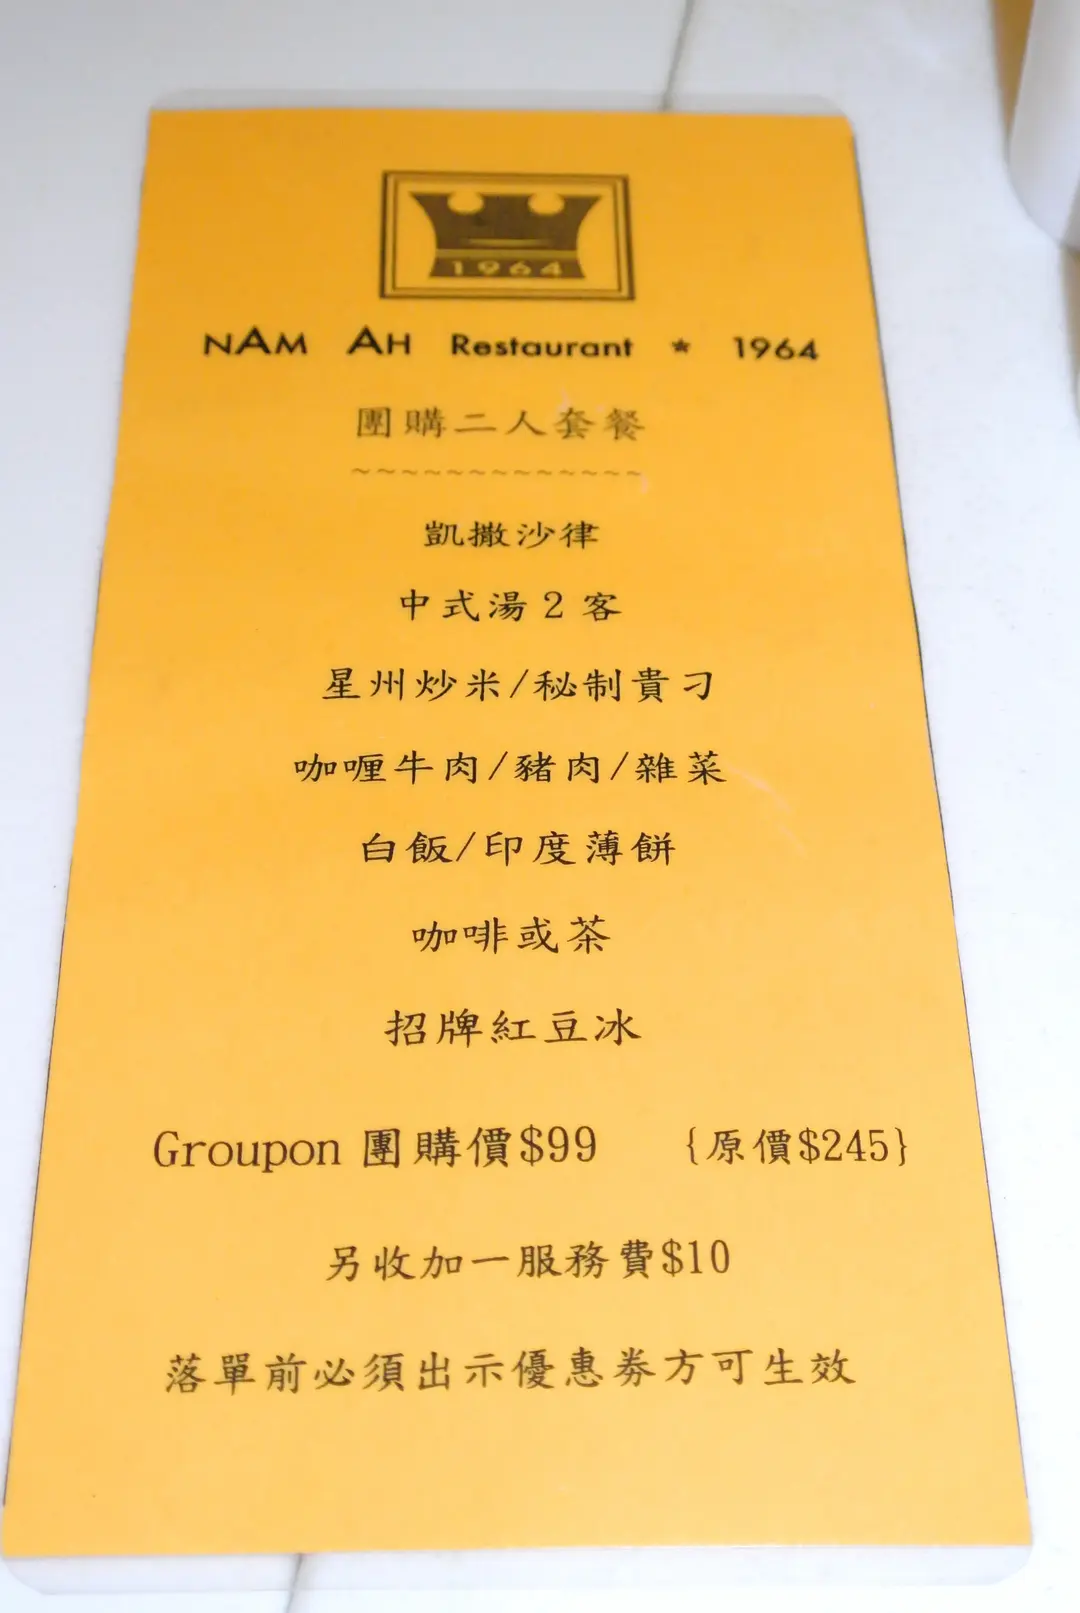 1964
NAM AH Restaurant * 1964
團購二人套餐
~~~~~~~~~~~~~
凱撒沙律
中式湯2客
星州炒米/秘制貴刁
咖喱牛肉/豬肉/雜菜
白飯/印度薄餅
咖啡或茶
招牌紅豆冰
Groupon 團購價$99 {原價$245}
另收加一服務費$10
落單前必須出示優惠券方可生效